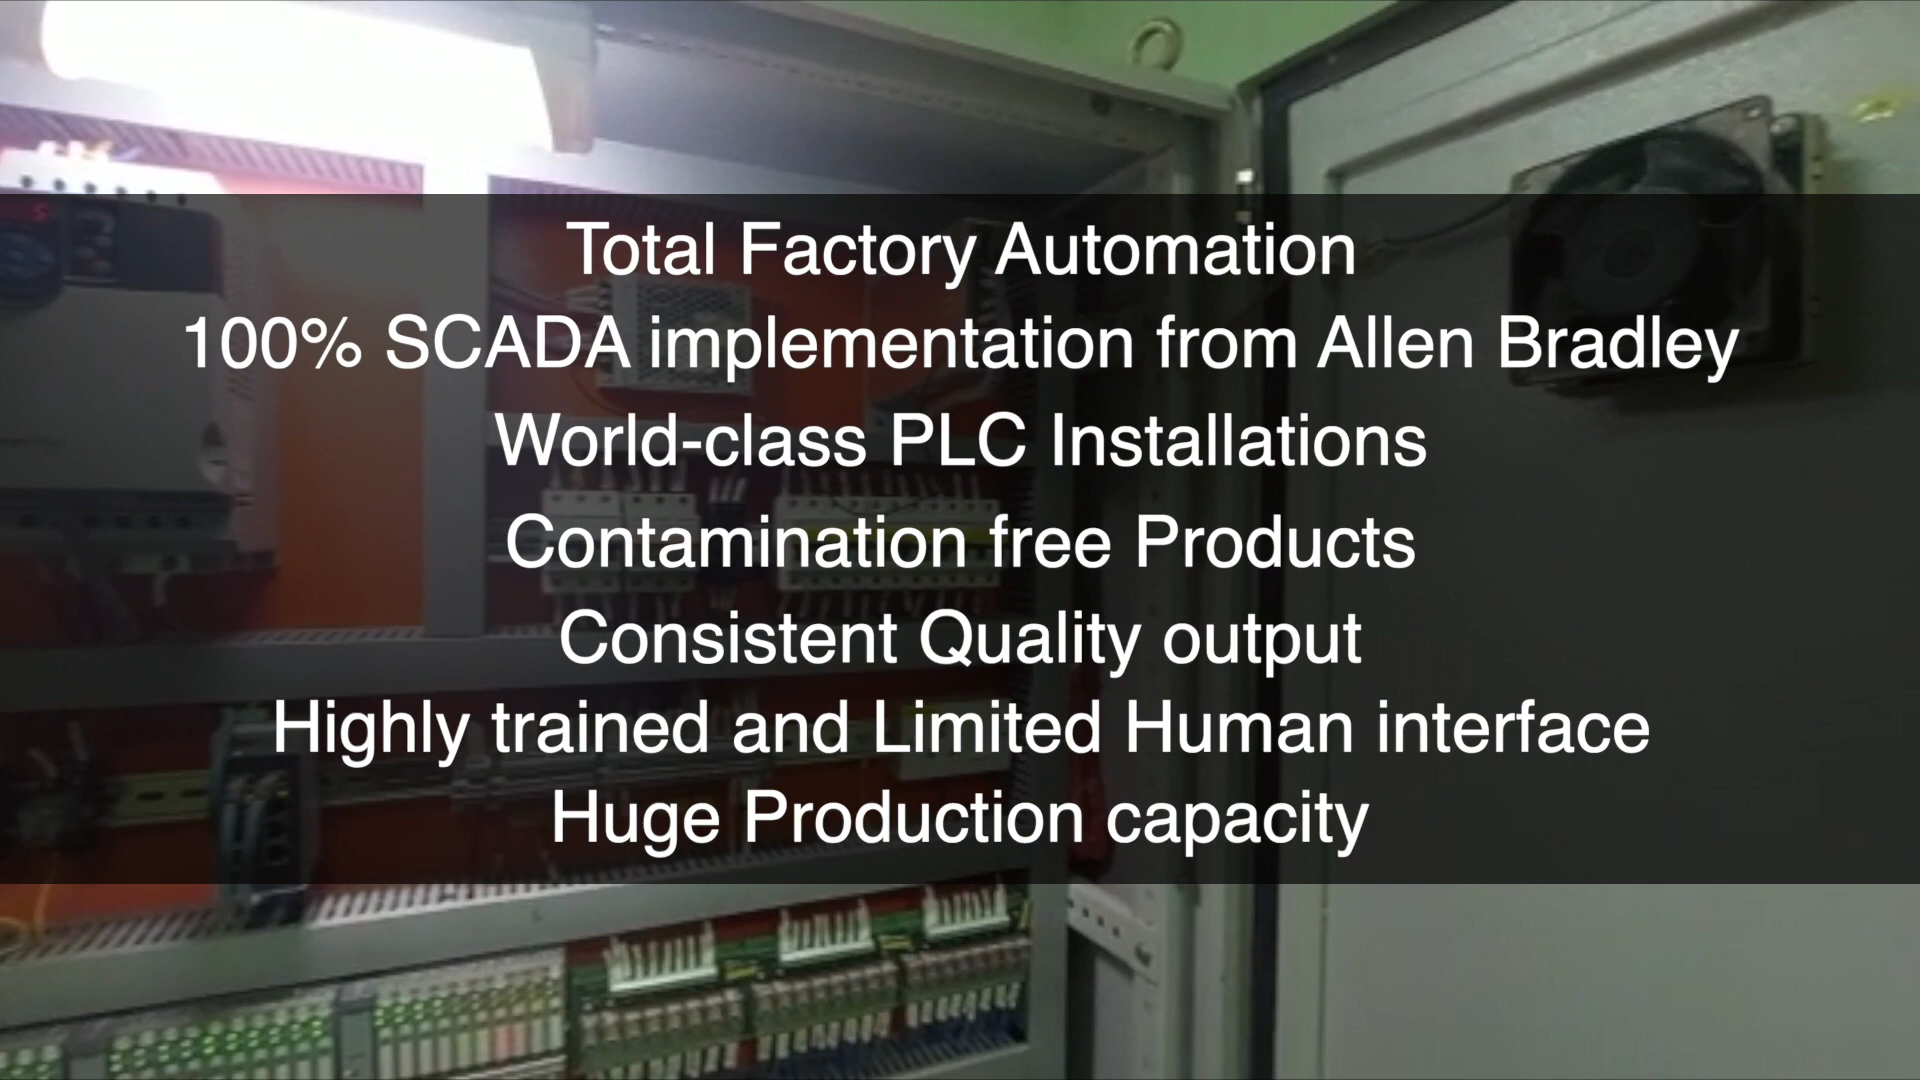 Total Factory Automation
100% SCADA implementation from Allen Bradley
World-class PLC Installations
Contamination free Products
Consistent Quality output
Highly trained and Limited Human interface
Huge Production capacity